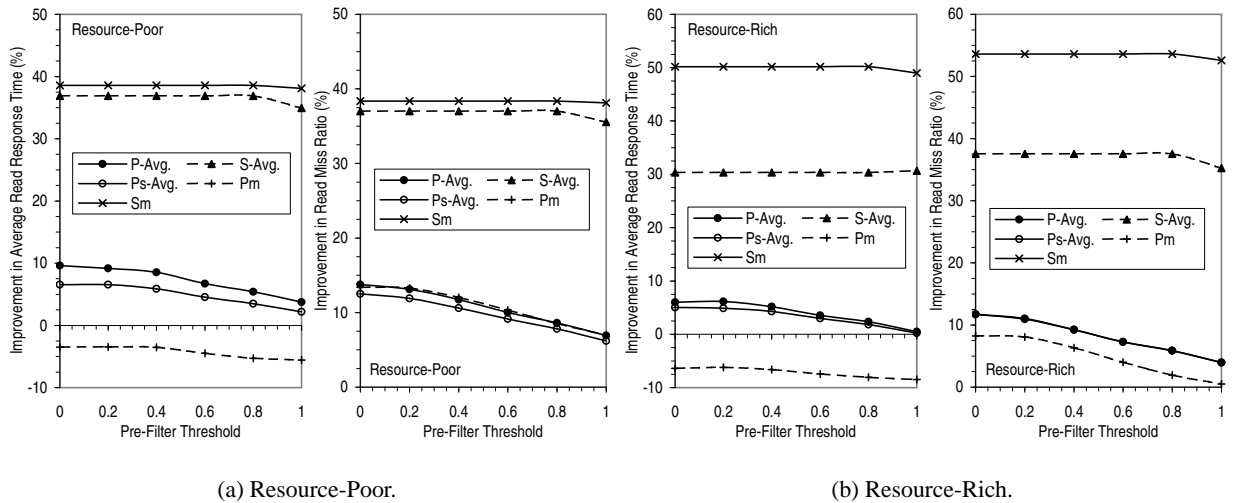 50
40
30
20
10
0
-10
Improvement in Average Read Response Time (%)
Resource-Poor
P-Avg.
S-Avg.
Ps-Avg.
Pm
Sm
0
0.2
0.4
0.6
0.8
1
Pre-Filter Threshold
50
40
30
20
10
0
Improvement in Read Miss Ratio (%)
P-Avg.
S-Avg.
Ps-Avg.
Pm
Sm
Resource-Poor
0
0.2
0.4
0.6
0.8
1
Pre-Filter Threshold
60
50
40
30
20
10
0
-10
Improvement in Average Read Response Time (%)
Resource-Rich
P-Avg.
S-Avg.
Ps-Avg.
Pm
Sm
0
0.2
0.4
0.6
0.8
1
Pre-Filter Threshold
60
50
40
30
20
10
0
Improvement in Read Miss Ratio (%)
P-Avg.
S-Avg.
Ps-Avg.
Pm
Sm
Resource-Rich
0
0.2
0.4
0.6
0.8
1
Pre-Filter Threshold
(a) Resource-Poor.
(b) Resource-Rich.